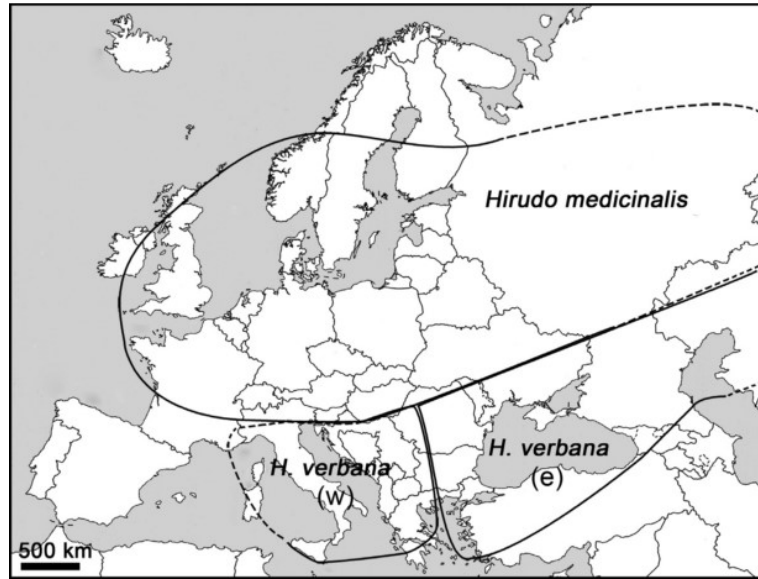 Hirudo medicinalis
H. verbana
(w)
H. verbana
(e)
500 km